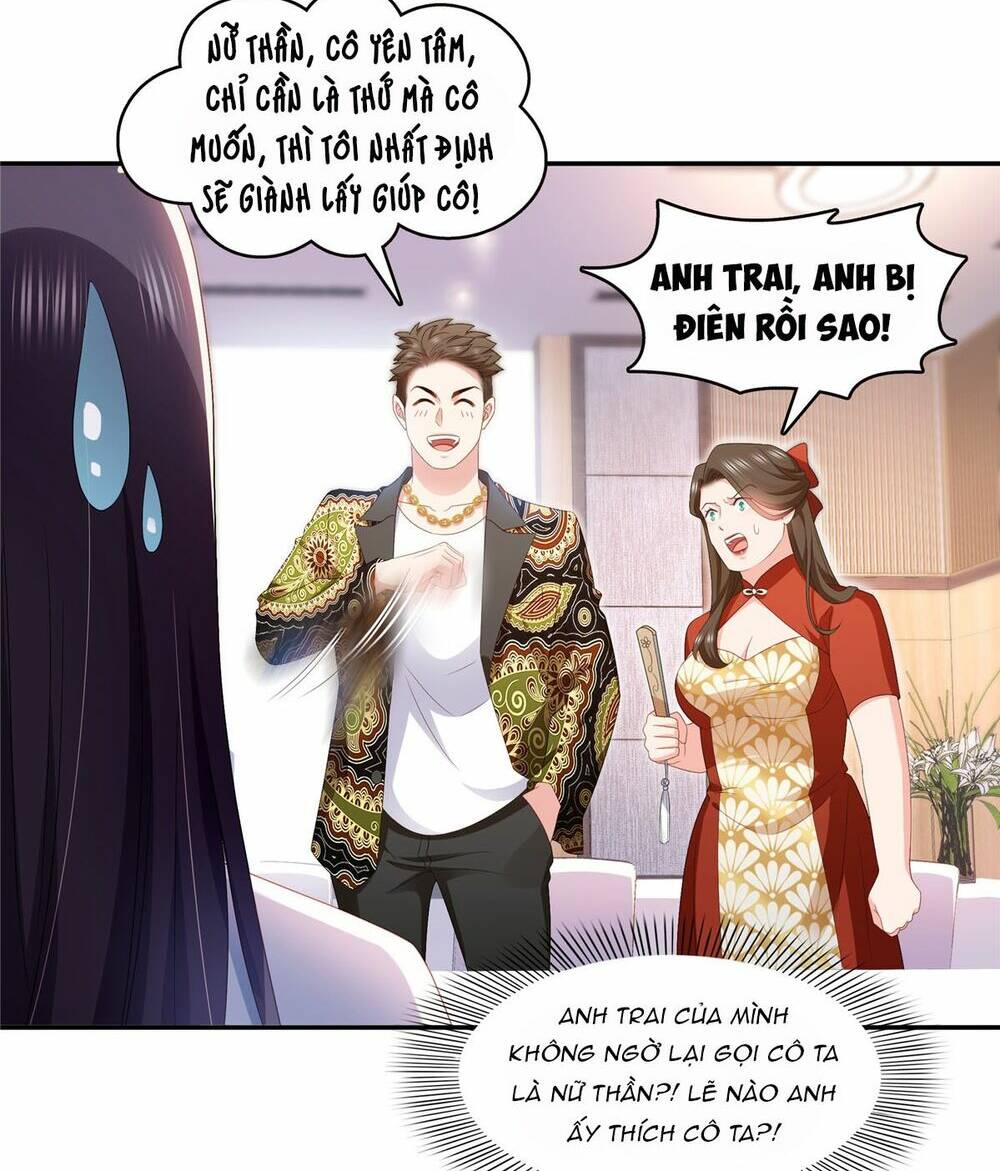 NỮ THẦN, CÔ YÊN TÂM,
CHỈ CẦN LÀ THỨ MÀ CÔ
MUỐN, THÌ TÔI NHẤT ĐỊNH
SẼ GIÀNH LẤY GIÚP CÔ!
ANH TRAI, ANH BỊ
ĐIÊN RỒI SAO!
ANH TRAI CỦA MÌNH
KHÔNG NGỜ LẠI GỌI CÔ TA
LÀ NỮ THẦN?! LẼ NÀO ANH
ẤY THÍCH CÔ TA?!